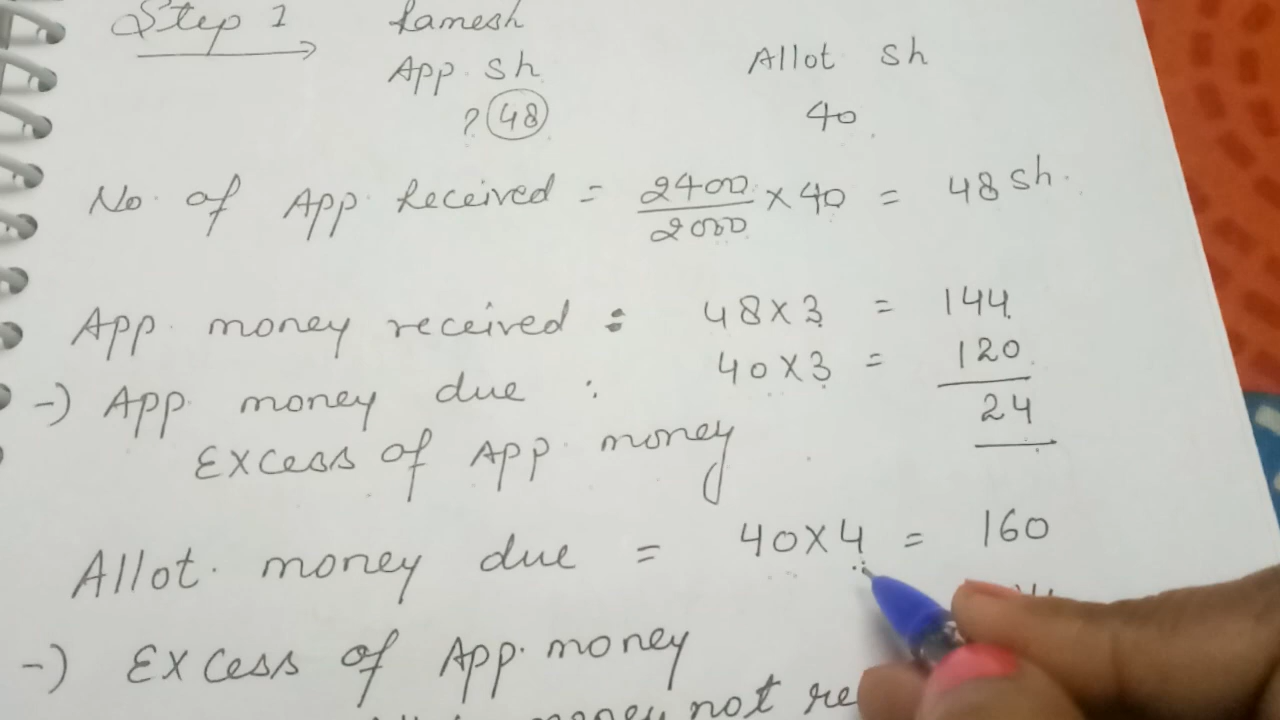 Step 1 Ramesh
App. Sh Allot Sh
? 48 40
No. of App. Received = 2400/2000 × 40 = 48 Sh.
App. money received : 48×3 = 144
-) App. money due : 40×3 = 120
Excess of App. money 24
Allot. money due = 40×4 = 160
-) Excess of App. money
money not re